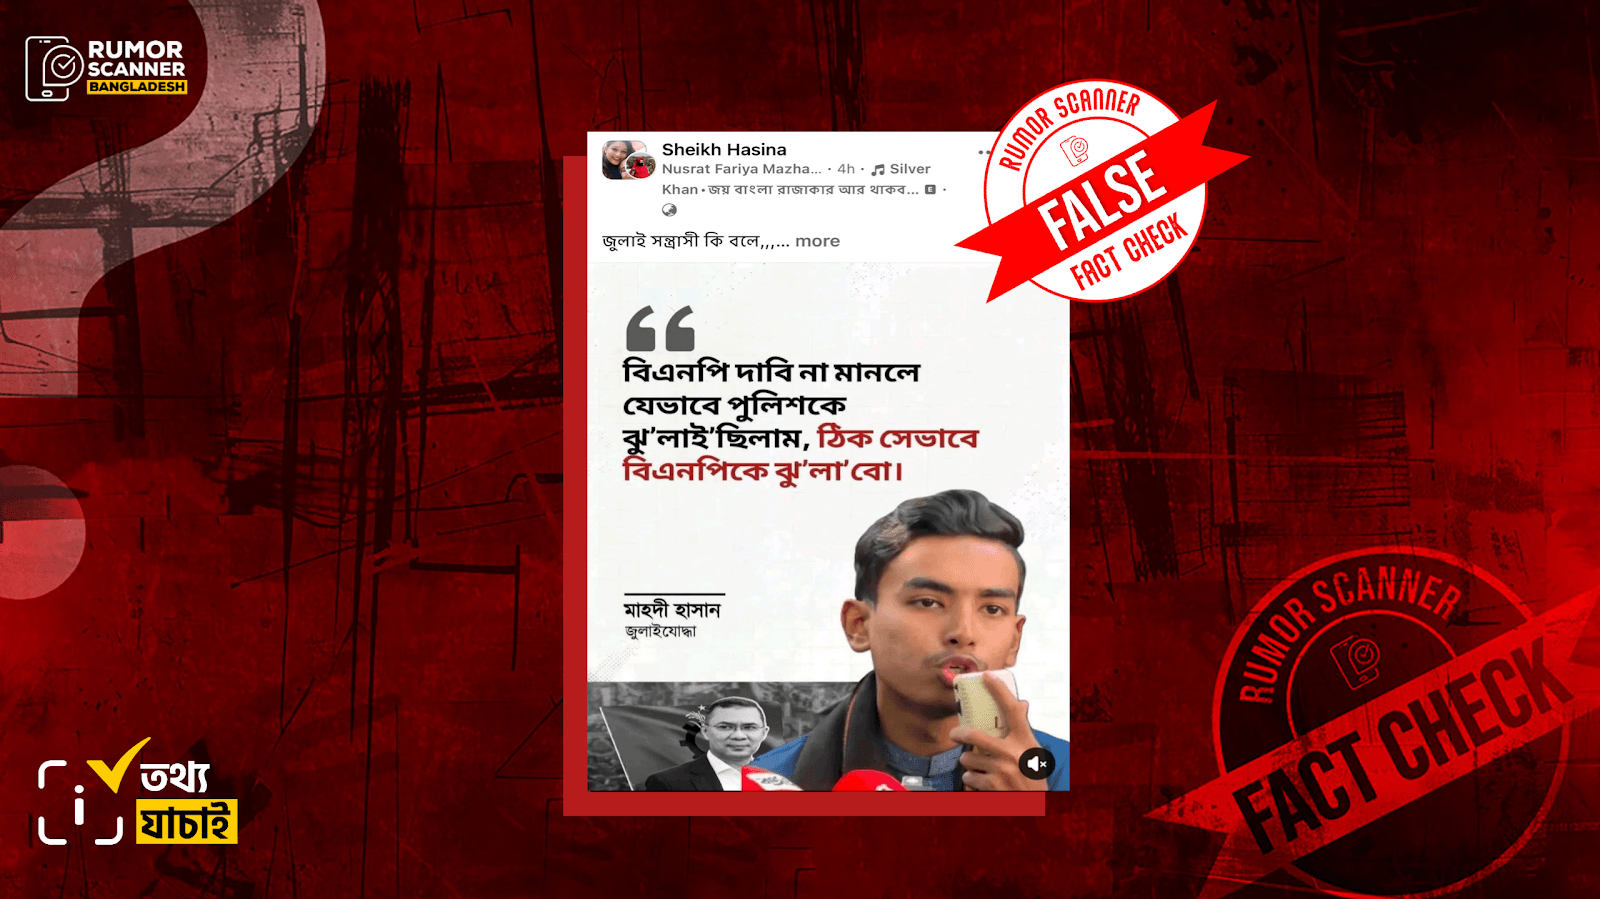 RUMOR
SCANNER
BANGLADESH
Sheikh Hasina
Nusrat Fariya Mazha... · 4h · Silver
Khan • জয় বাংলা রাজাকার আর থাকব... E ·
জুলাই সন্ত্রাসী কি বলে,,,... more
RUMOR SCANNER
FALSE
FACT CHECK
“
বিএনপি দাবি না মানলে
যেভাবে পুলিশকে
ঝু'লাই'ছিলাম, ঠিক সেভাবে
বিএনপিকে ঝু'লা'বো।
মাহদী হাসান
জুলাইযোদ্ধা
i তথ্য
যাচাই
RUMOR SCANNER
FACT CHECK